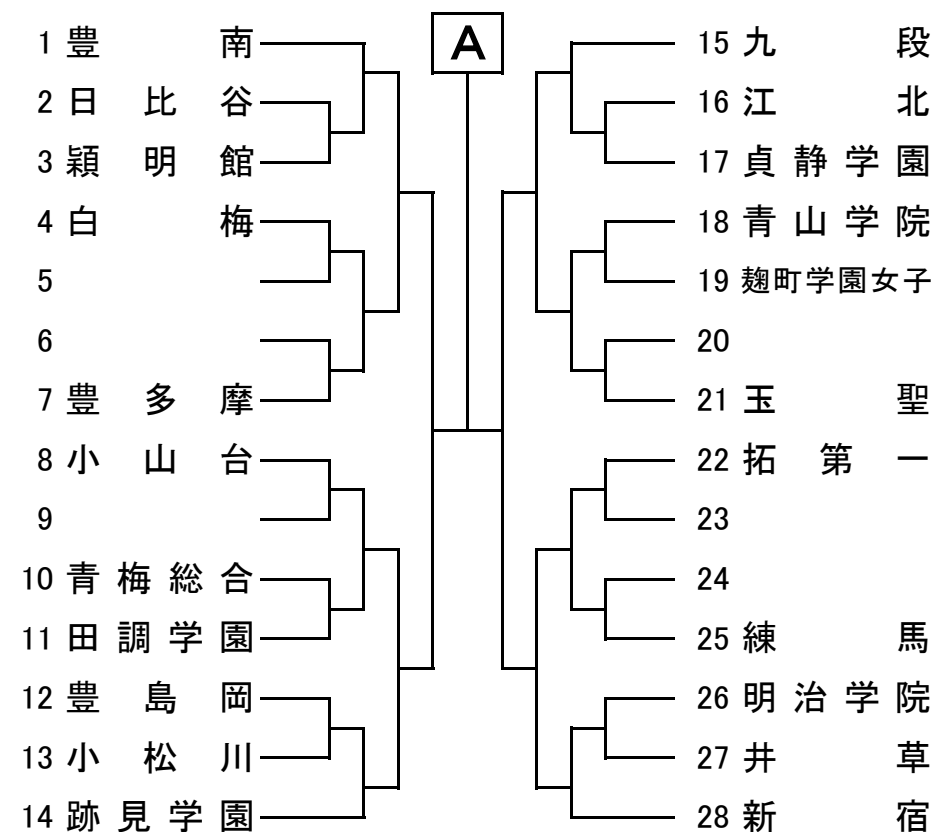 A
1 豊南
2 日比谷
3 穎明館
4 白梅
5
6
7 豊多摩
8 小山台
9
10 青梅総合
11 田調学園
12 豊島岡
13 小松川
14 跡見学園
15 九段
16 江北
17 貞静学園
18 青山学院
19 麹町学園女子
20
21 玉聖
22 拓第一
23
24
25 練馬
26 明治学院
27 井草
28 新宿